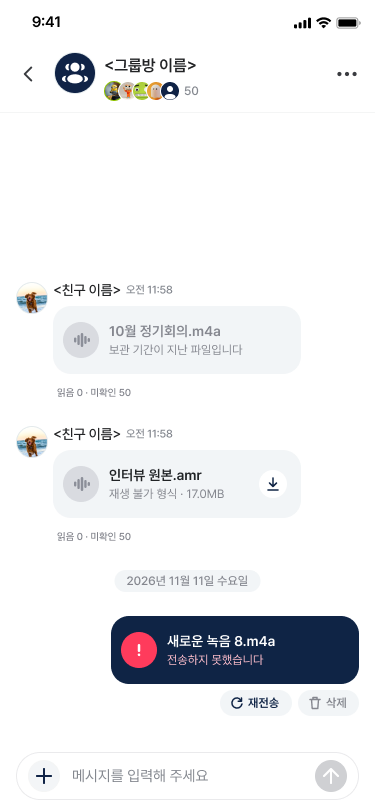 9:41
<그룹방 이름>
50
<친구 이름> 오전 11:58
10월 정기회의.m4a
보관 기간이 지난 파일입니다
읽음 0 · 미확인 50
<친구 이름> 오전 11:58
인터뷰 원본.amr
재생 불가 형식 · 17.0MB
읽음 0 · 미확인 50
2026년 11월 11일 수요일
새로운 녹음 8.m4a
전송하지 못했습니다
재전송 삭제
메시지를 입력해 주세요